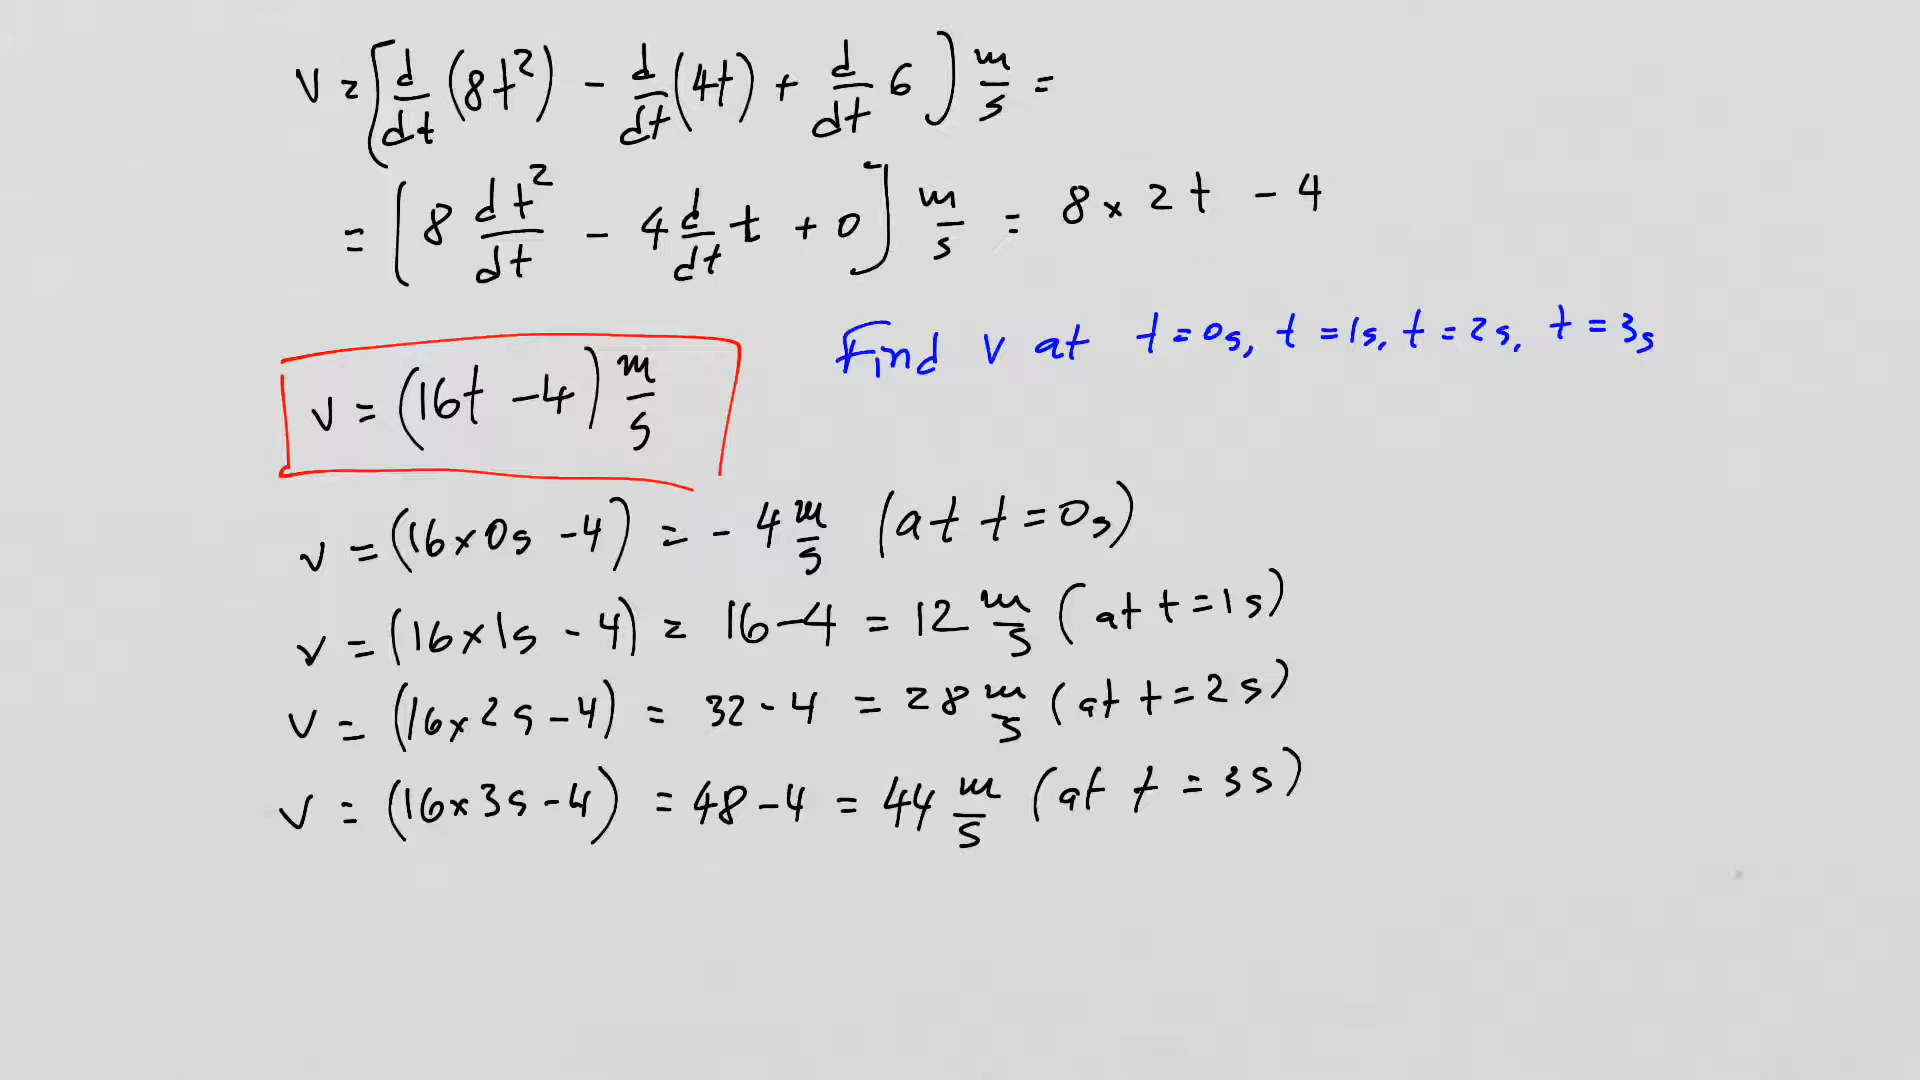 v = [d/dt (8t²) - d/dt (4t) + d/dt 6] m/s =
= [8 dt²/dt - 4 d/dt t + 0] m/s = 8 × 2t - 4
Find v at t=0s, t=1s, t=2s, t=3s
v = (16t - 4) m/s
v = (16×0s - 4) = -4 m/s (at t=0s)
v = (16×1s - 4) = 16-4 = 12 m/s (at t=1s)
v = (16×2s-4) = 32-4 = 28 m/s (at t=2s)
v = (16×3s-4) = 48-4 = 44 m/s (at t=3s)